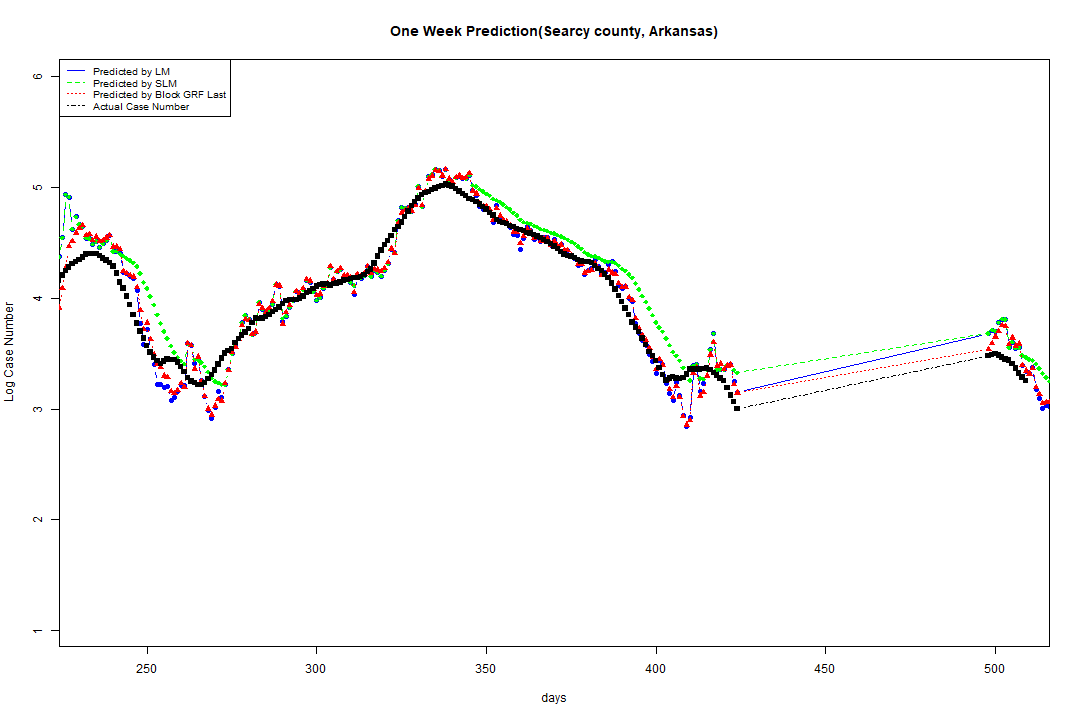 One Week Prediction(Searcy county, Arkansas)
Predicted by LM
Predicted by SLM
Predicted by Block GRF Last
Actual Case Number
6
5
4
3
2
1
Log Case Number
250 300 350 400 450 500
days